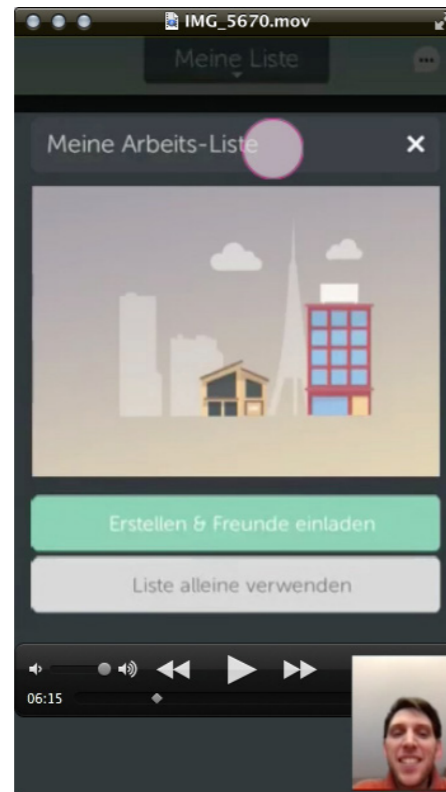 IMG_5670.mov
Meine Liste
Meine Arbeits-Liste
Erstellen & Freunde einladen
Liste alleine verwenden
06:15